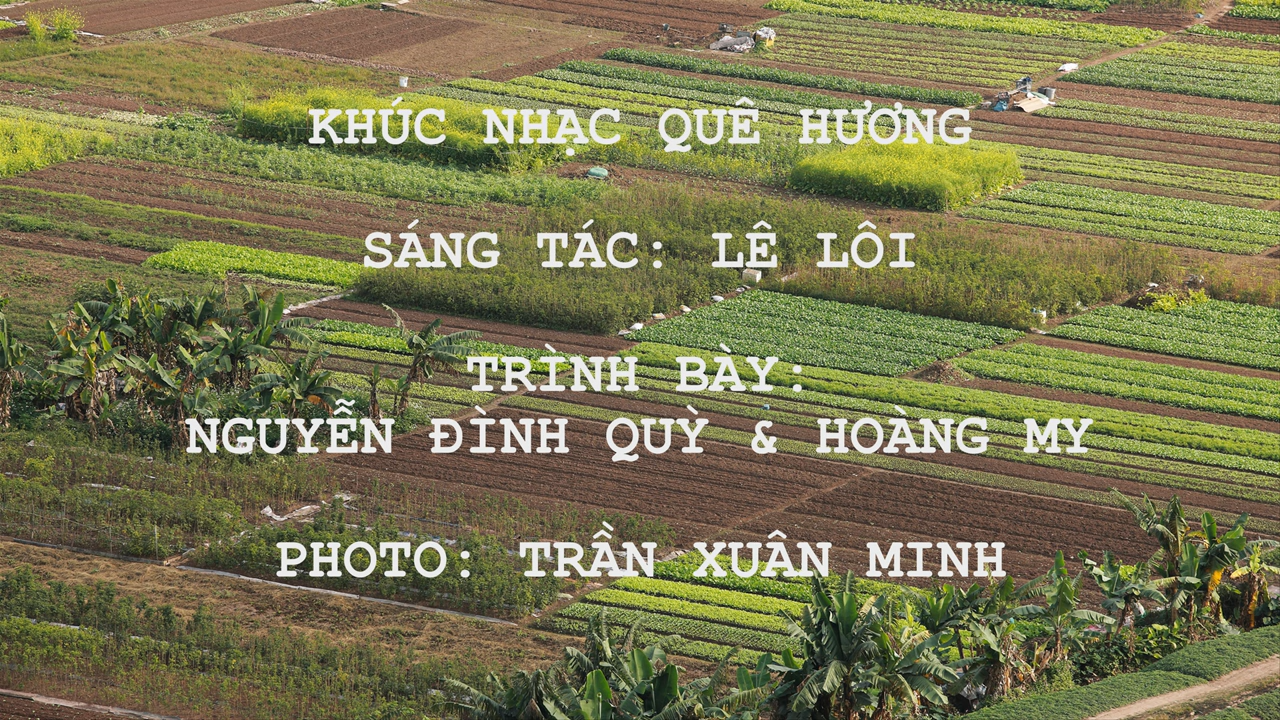 KHÚC NHẠC QUÊ HƯƠNG
SÁNG TÁC: LÊ LÔI
TRÌNH BÀY:
NGUYỄN ĐÌNH QUỲ & HOÀNG MY
PHOTO: TRẦN XUÂN MINH